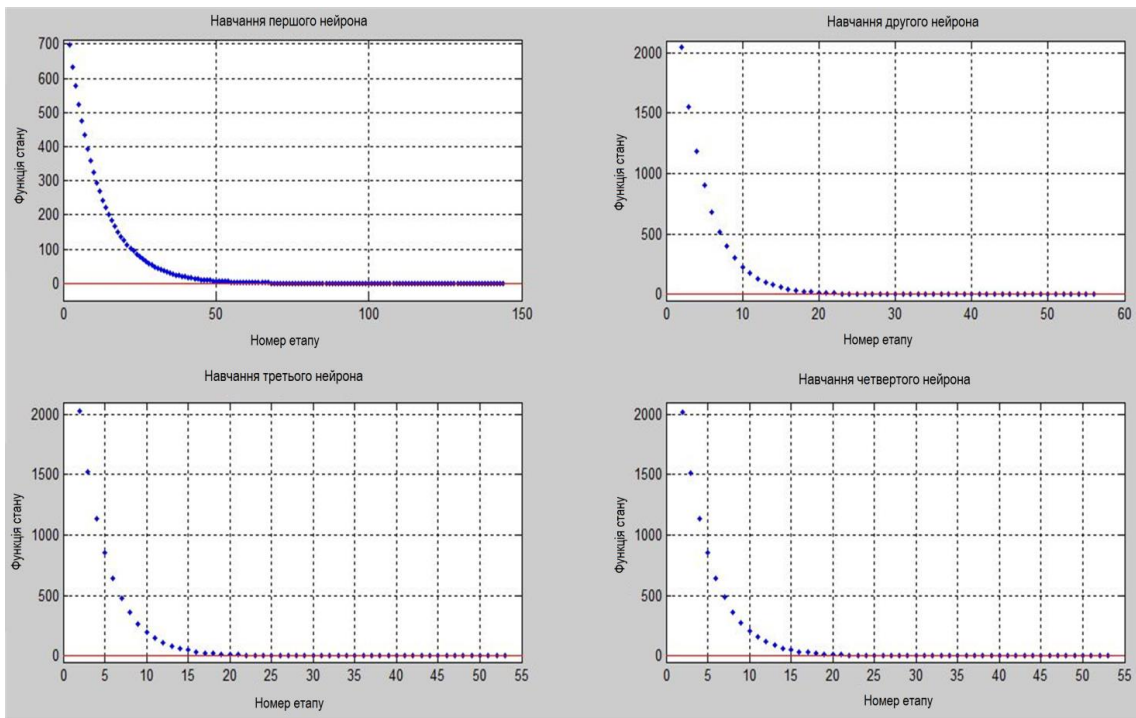 Навчання першого нейрона
700
600
500
400
300
200
100
0
Функція стану
0 50 100 150
Номер етапу
Навчання другого нейрона
2000
1500
1000
500
0
Функція стану
0 10 20 30 40 50 60
Номер етапу
Навчання третього нейрона
2000
1500
1000
500
0
Функція стану
0 5 10 15 20 25 30 35 40 45 50 55
Номер етапу
Навчання четвертого нейрона
2000
1500
1000
500
0
Функція стану
0 5 10 15 20 25 30 35 40 45 50 55
Номер етапу